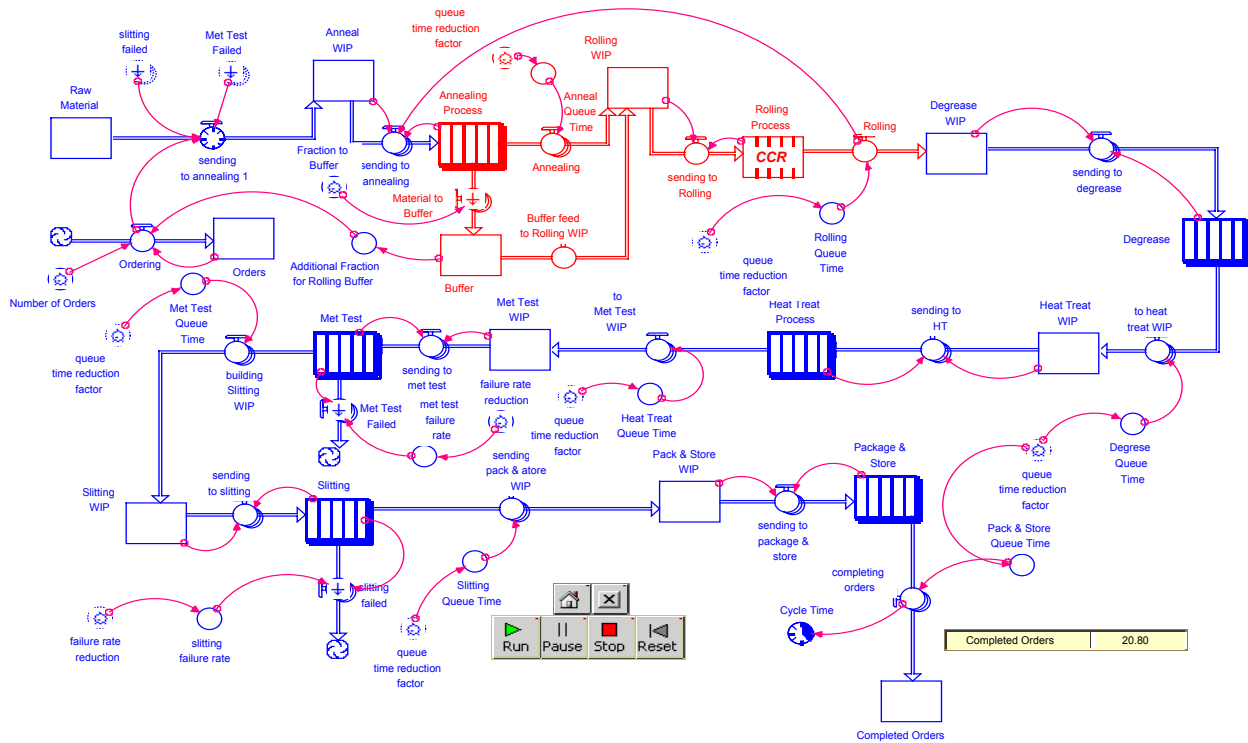 slitting
failed
Met Test
Failed
Anneal
WIP
queue
time reduction
factor
Rolling
WIP
Raw
Material
Annealing
Process
Anneal
Queue
Time
Rolling
Process
CCR
Rolling
Degrease
WIP
sending
to annealing 1
Fraction to
Buffer
sending to
annealing
Annealing
sending to
Rolling
sending to
degrease
Material to
Buffer
Buffer feed
to Rolling WIP
Rolling
Queue
Time
Degrease
Ordering
Orders
Additional Fraction
for Rolling Buffer
Buffer
queue
time reduction
factor
Number of Orders
Met Test
Queue
Time
Met Test
Met Test
WIP
to
Met Test
WIP
Heat Treat
Process
sending to
HT
Heat Treat
WIP
to heat
treat WIP
queue
time reduction
factor
building
Slitting
WIP
sending to
met test
failure rate
reduction
Met Test
Failed
met test
failure
rate
queue
time reduction
factor
Heat Treat
Queue Time
Degrese
Queue
Time
sending
pack & atore
WIP
Pack & Store
WIP
Package &
Store
queue
time reduction
factor
Slitting
WIP
sending
to slitting
Slitting
sending to
package &
store
Pack & Store
Queue Time
slitting
failed
Slitting
Queue Time
completing
orders
Cycle Time
failure rate
reduction
slitting
failure rate
queue
time reduction
factor
Run
Pause
Stop
Reset
Completed Orders 20.80
Completed Orders